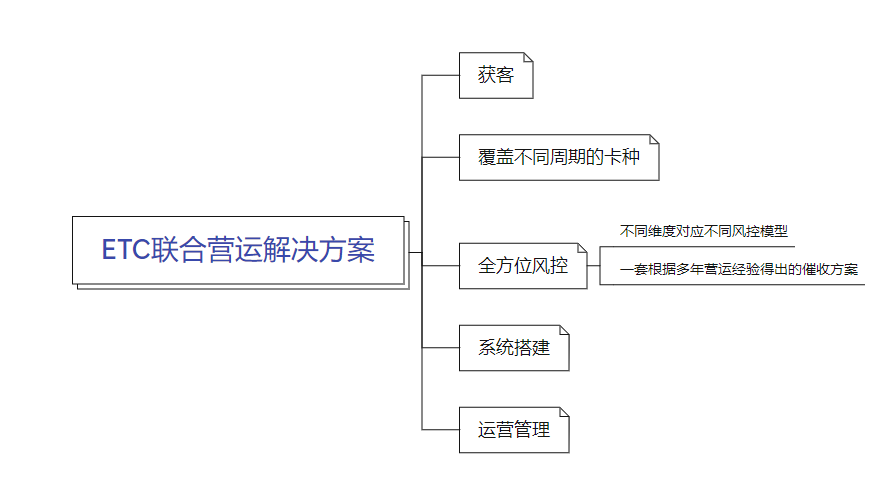 获客
覆盖不同周期的卡种
ETC联合营运解决方案
全方位风控
不同维度对应不同风控模型
一套根据多年营运经验得出的催收方案
系统搭建
运营管理